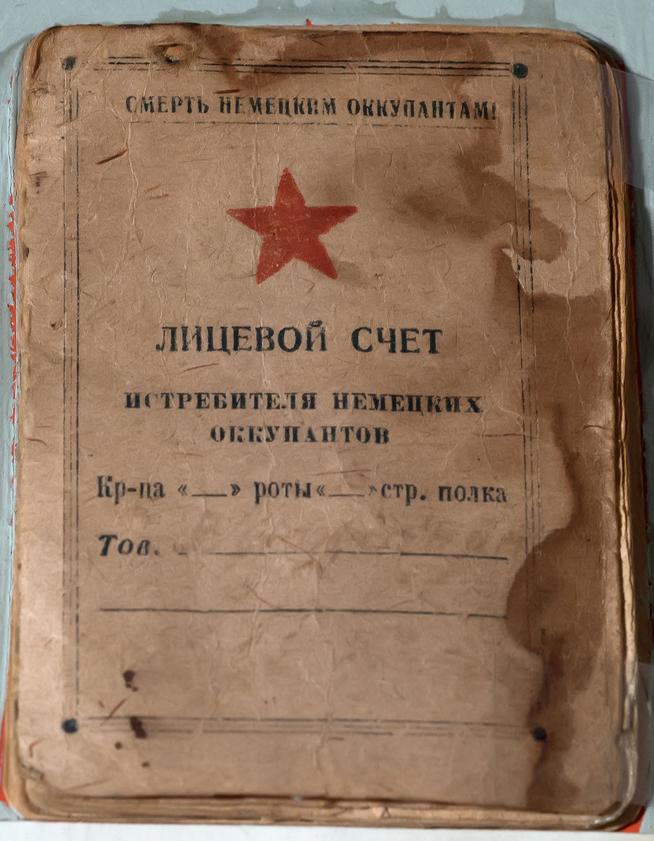 СМЕРТЬ НЕМЕЦКИМ ОККУПАНТАМ!
ЛИЦЕВОЙ СЧЕТ
ИСТРЕБИТЕЛЯ НЕМЕЦКИХ
ОККУПАНТОВ
Кр-ца «__» роты «__» стр. полка
Тов.